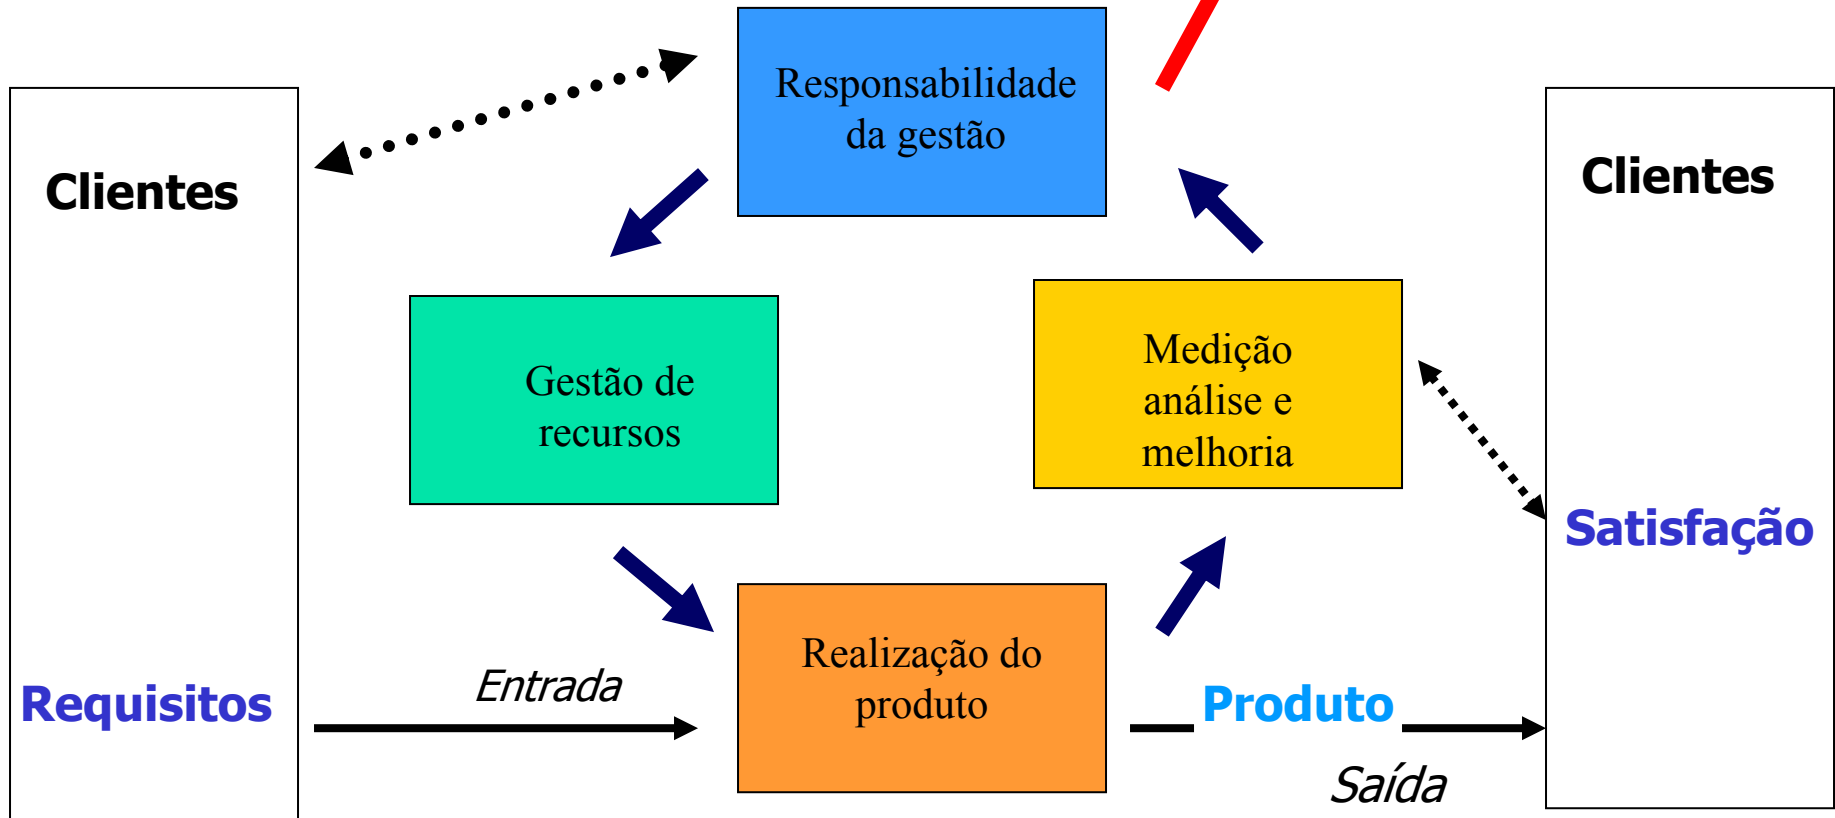 Responsabilidade
da gestão
Clientes
Clientes
Gestão de
recursos
Medição
análise e
melhoria
Satisfação
Realização do
produto
Entrada
Requisitos
Produto
Saída